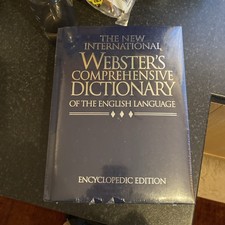 THE NEW
INTERNATIONAL
WEBSTER'S
COMPREHENSIVE
DICTIONARY
OF THE ENGLISH LANGUAGE
ENCYCLOPEDIC EDITION